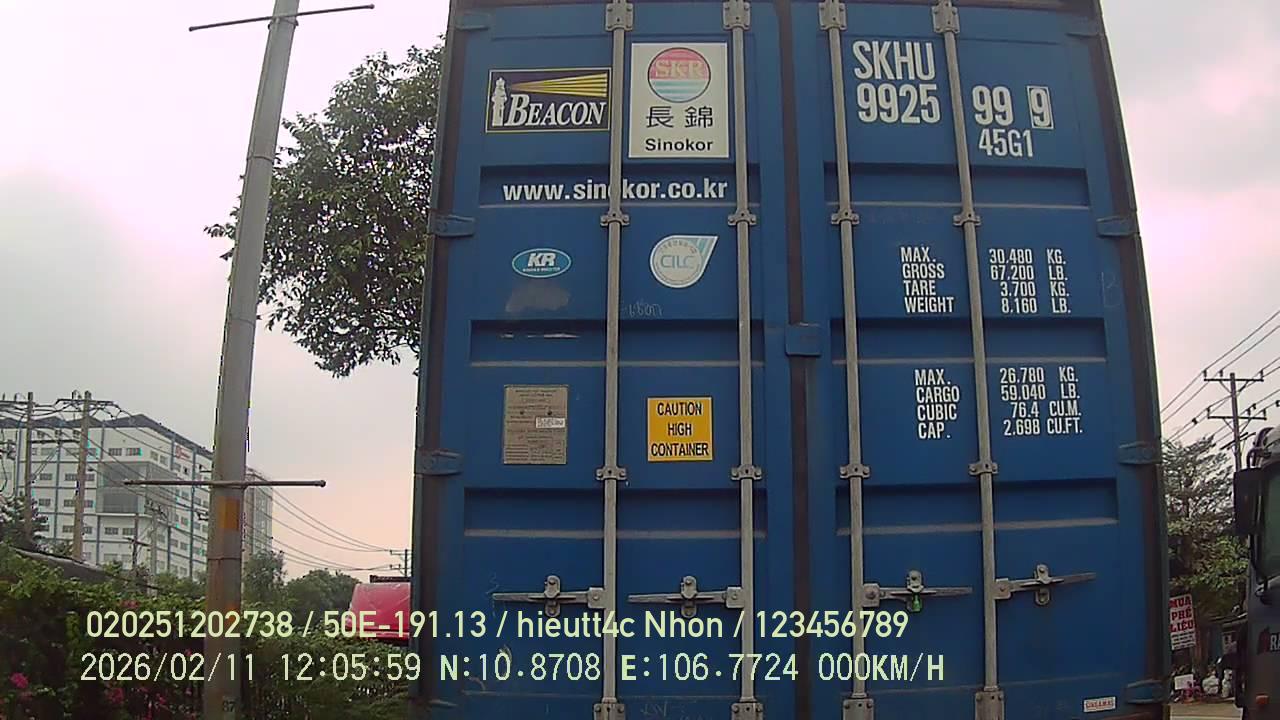 BEACON
SKR
長錦
Sinokor
www.sinokor.co.kr
KR
CILC
CAUTION
HIGH
CONTAINER
SKHU
9925 99 9
45G1
MAX. 30.480 KG.
GROSS 67.200 LB.
TARE 3.700 KG.
WEIGHT 8.160 LB.
MAX. 26.780 KG.
CARGO 59.040 LB.
CUBIC 76.4 CU.M.
CAP. 2.698 CU.FT.
MUA
PHẾ
LIỆU
020251202738 / 50E-191.13 / hieutt4c Nhon / 123456789
2026/02/11 12:05:59 N:10.8708 E:106.7724 000KM/H